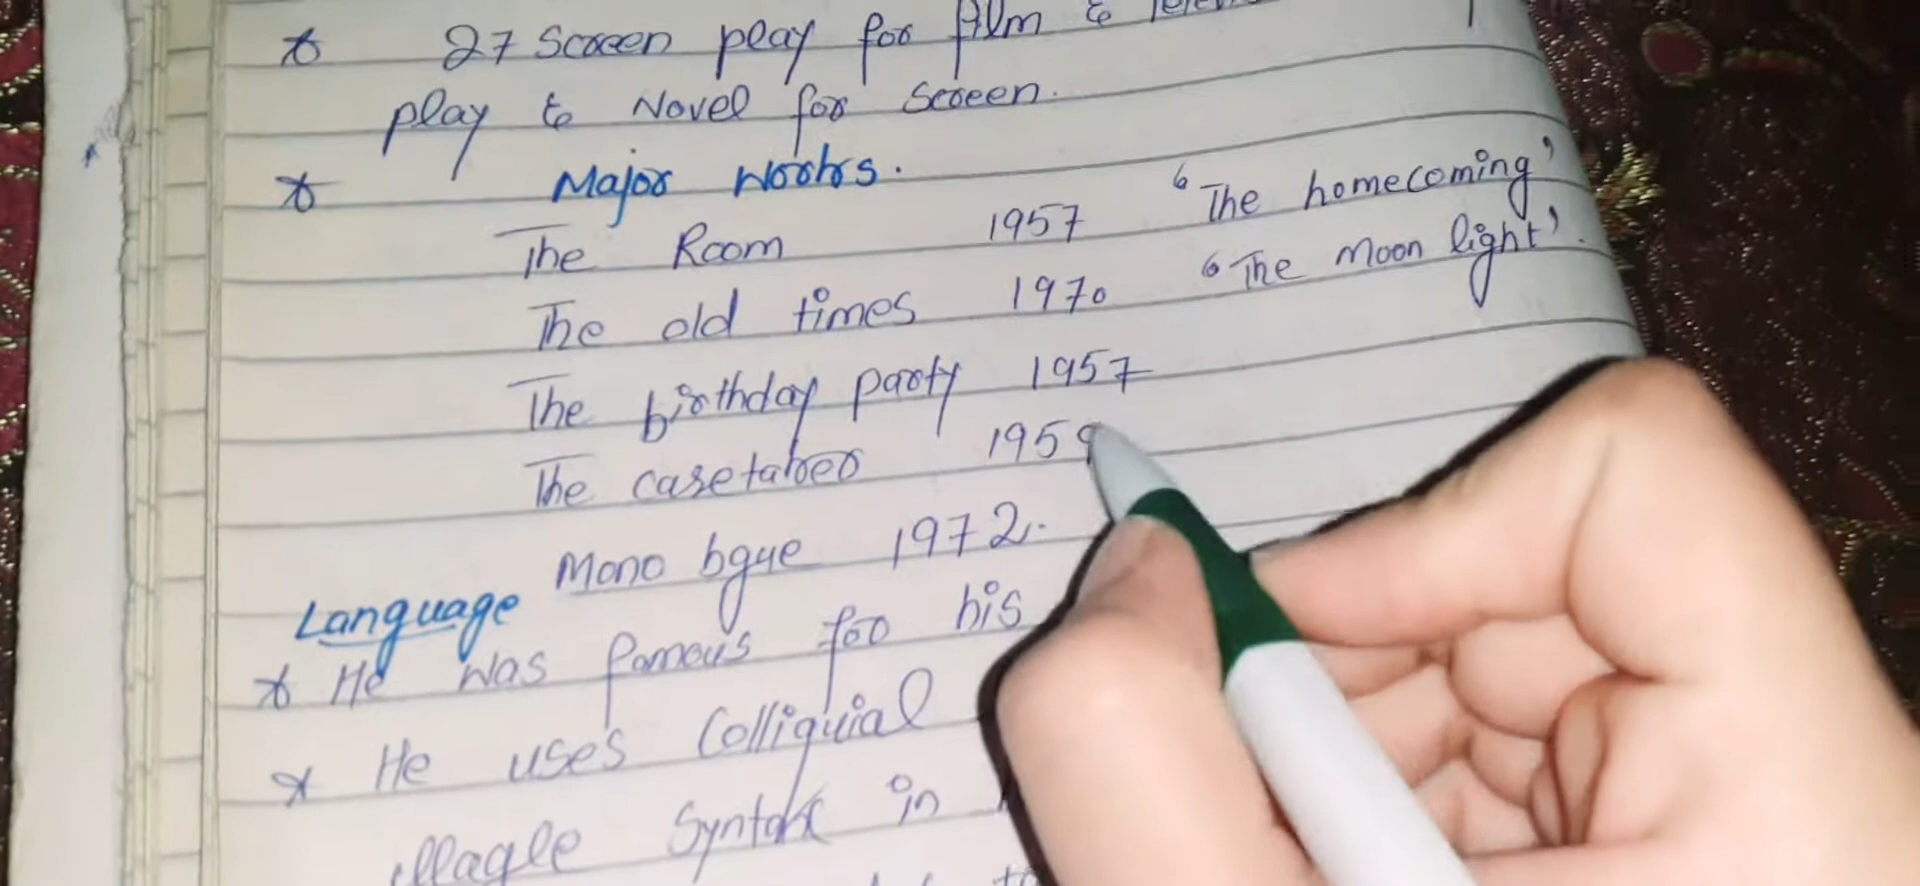 27 Screen play for film &
play & Novel for Screen.
Major Works.
The Room 1957 "The homecoming"
The old times 1970 "The Moon light".
The birthday party 1957
The caretaker 1959
Mono logue 1972.
Language
He was famous for his
He uses Colliquial
Syntax in